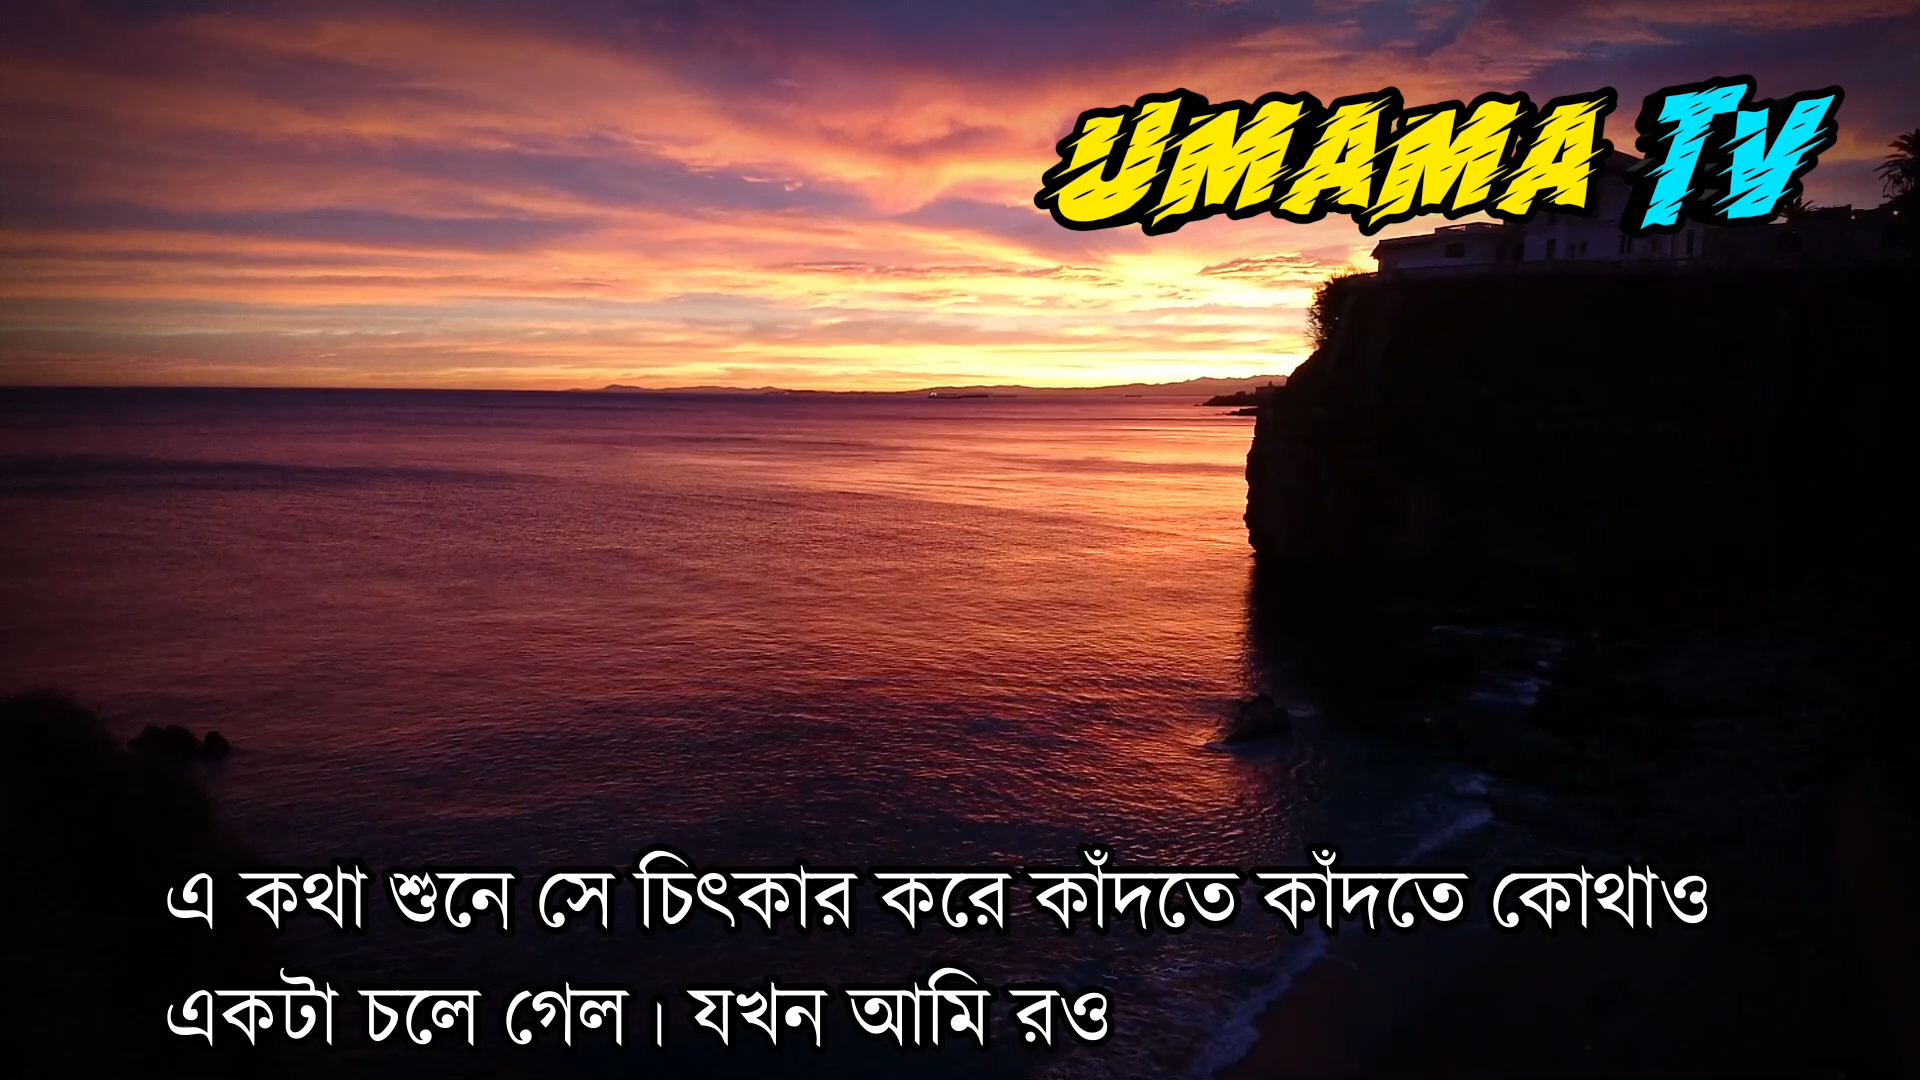 UMAMA TV
এ কথা শুনে সে চিৎকার করে কাঁদতে কাঁদতে কোথাও
একটা চলে গেল। যখন আমি রও